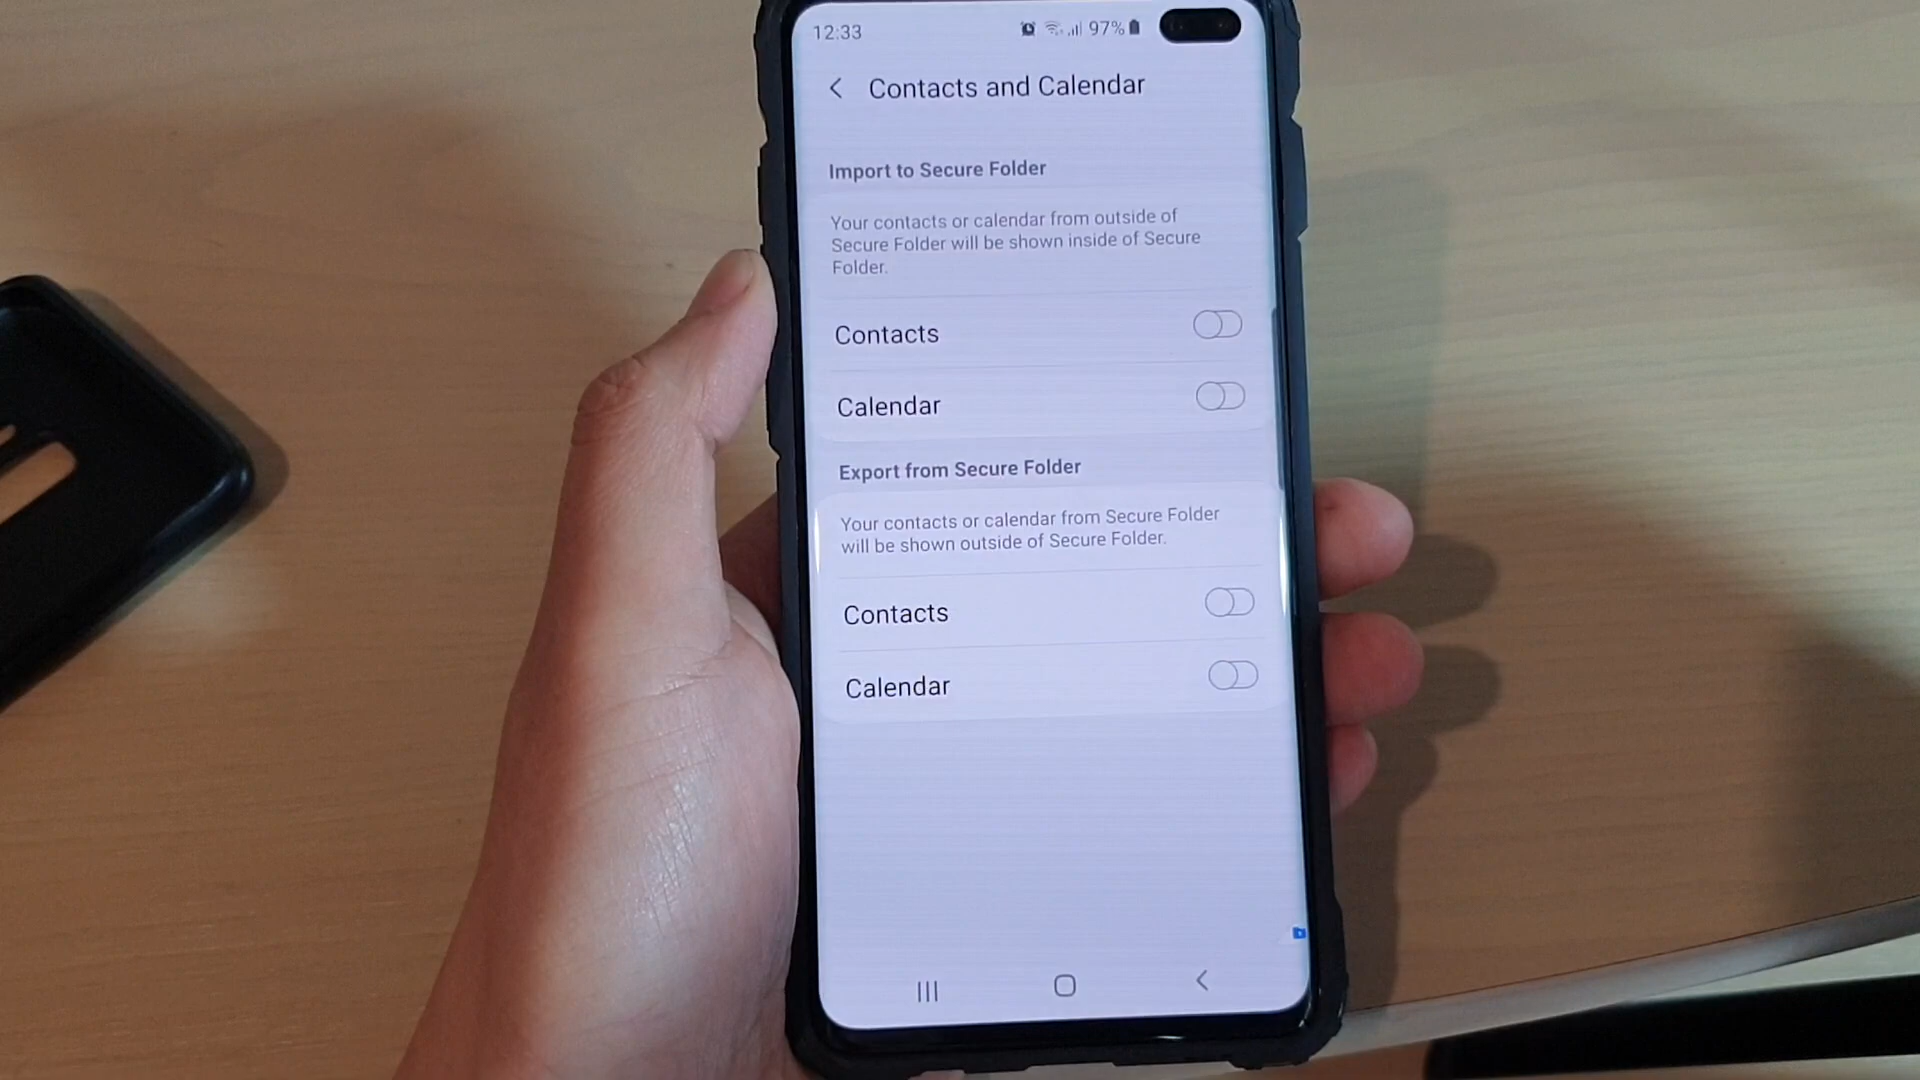 12:33 97%
Contacts and Calendar
Import to Secure Folder
Your contacts or calendar from outside of
Secure Folder will be shown inside of Secure
Folder.
Contacts
Calendar
Export from Secure Folder
Your contacts or calendar from Secure Folder
will be shown outside of Secure Folder.
Contacts
Calendar